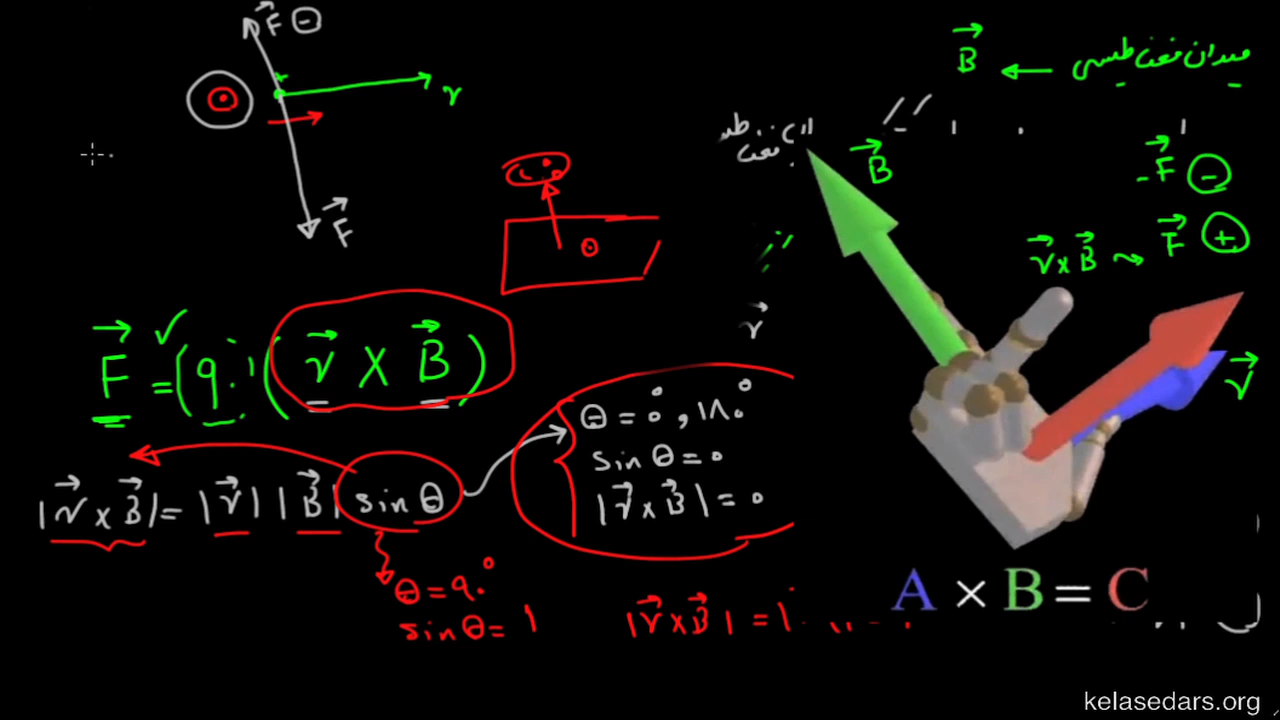 F⃗ ⊖
v
F⃗
B⃗ ← میدان مغناطیسی
B⃗
-F⃗ ⊖
v⃗ × B⃗ ⇝ F⃗ ⊕
v⃗
v⃗
F⃗ = (q)(v⃗ × B⃗) ✓
θ = ۰°, ۱۸۰°
sin θ = ۰
|v⃗ × B⃗| = ۰
|v⃗ × B⃗| = |v⃗| |B⃗| sin θ
θ = ۹۰°
sin θ = ۱
|v⃗ × B⃗| =
A × B = C
kelasedars.org